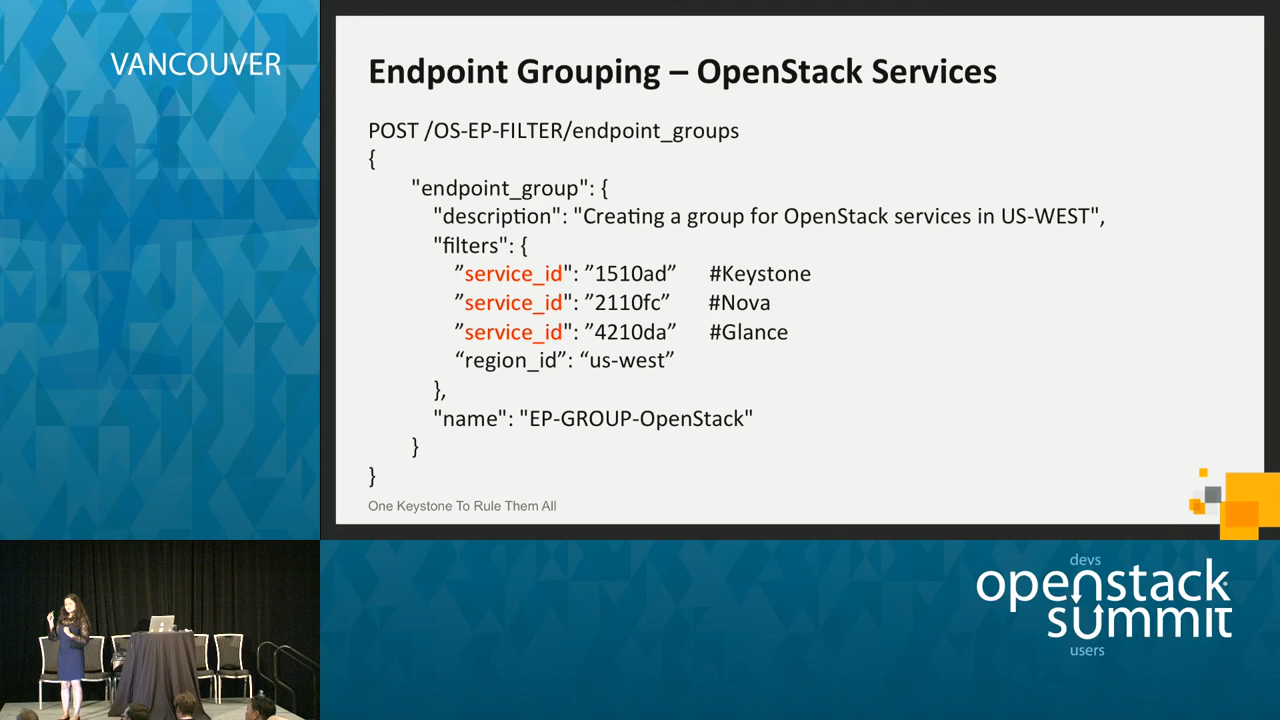 VANCOUVER
Endpoint Grouping – OpenStack Services
POST /OS-EP-FILTER/endpoint_groups
{
"endpoint_group": {
"description": "Creating a group for OpenStack services in US-WEST",
"filters": {
”service_id": ”1510ad” #Keystone
”service_id": ”2110fc” #Nova
”service_id": ”4210da” #Glance
“region_id”: “us-west”
},
"name": "EP-GROUP-OpenStack"
}
}
One Keystone To Rule Them All
devs
openstack
summit
users